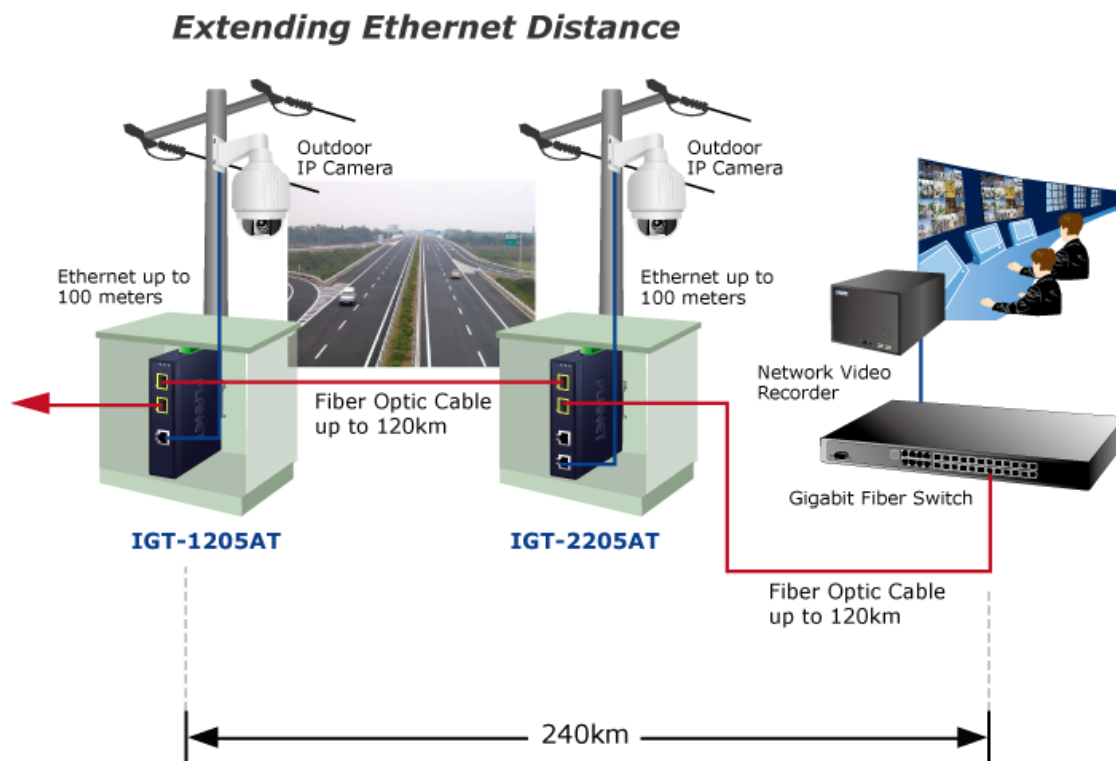 Extending Ethernet Distance
Outdoor
IP Camera
Outdoor
IP Camera
Ethernet up to
100 meters
Ethernet up to
100 meters
Network Video
Recorder
PLANET
PLANET
Fiber Optic Cable
up to 120km
Gigabit Fiber Switch
IGT-1205AT
IGT-2205AT
Fiber Optic Cable
up to 120km
240km